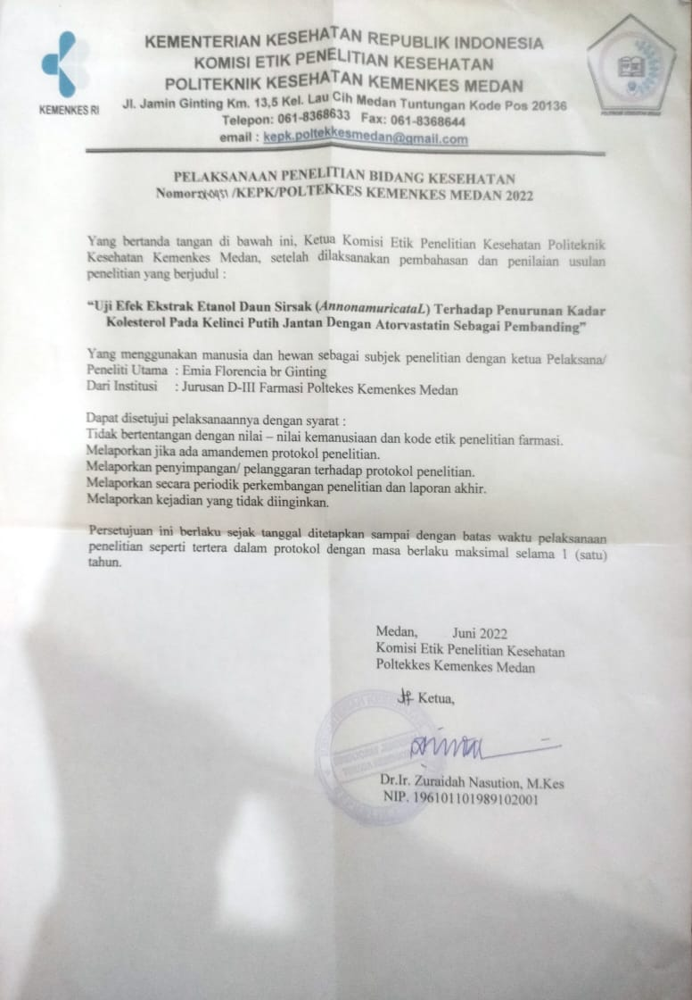 KEMENTERIAN KESEHATAN REPUBLIK INDONESIA
KOMISI ETIK PENELITIAN KESEHATAN
POLITEKNIK KESEHATAN KEMENKES MEDAN
KEMENKES RI
Jl. Jamin Ginting Km. 13,5 Kel. Lau Cih Medan Tuntungan Kode Pos 20136
Telepon: 061-8368633 Fax: 061-8368644
email : kepk.poltekkesmedan@gmail.com
PELAKSANAAN PENELITIAN BIDANG KESEHATAN
Nomor: /KEPK/POLTEKKES KEMENKES MEDAN 2022
Yang bertanda tangan di bawah ini, Ketua Komisi Etik Penelitian Kesehatan Politeknik
Kesehatan Kemenkes Medan, setelah dilaksanakan pembahasan dan penilaian usulan
penelitian yang berjudul :
“Uji Efek Ekstrak Etanol Daun Sirsak (AnnonamuricataL) Terhadap Penurunan Kadar
Kolesterol Pada Kelinci Putih Jantan Dengan Atorvastatin Sebagai Pembanding”
Yang menggunakan manusia dan hewan sebagai subjek penelitian dengan ketua Pelaksana/
Peneliti Utama : Emia Florencia br Ginting
Dari Institusi : Jurusan D-III Farmasi Poltekes Kemenkes Medan
Dapat disetujui pelaksanaannya dengan syarat :
Tidak bertentangan dengan nilai – nilai kemanusiaan dan kode etik penelitian farmasi.
Melaporkan jika ada amandemen protokol penelitian.
Melaporkan penyimpangan/ pelanggaran terhadap protokol penelitian.
Melaporkan secara periodik perkembangan penelitian dan laporan akhir.
Melaporkan kejadian yang tidak diinginkan.
Persetujuan ini berlaku sejak tanggal ditetapkan sampai dengan batas waktu pelaksanaan
penelitian seperti tertera dalam protokol dengan masa berlaku maksimal selama 1 (satu)
tahun.
Medan, Juni 2022
Komisi Etik Penelitian Kesehatan
Poltekkes Kemenkes Medan
Ketua,
Dr.Ir. Zuraidah Nasution, M.Kes
NIP. 196101101989102001